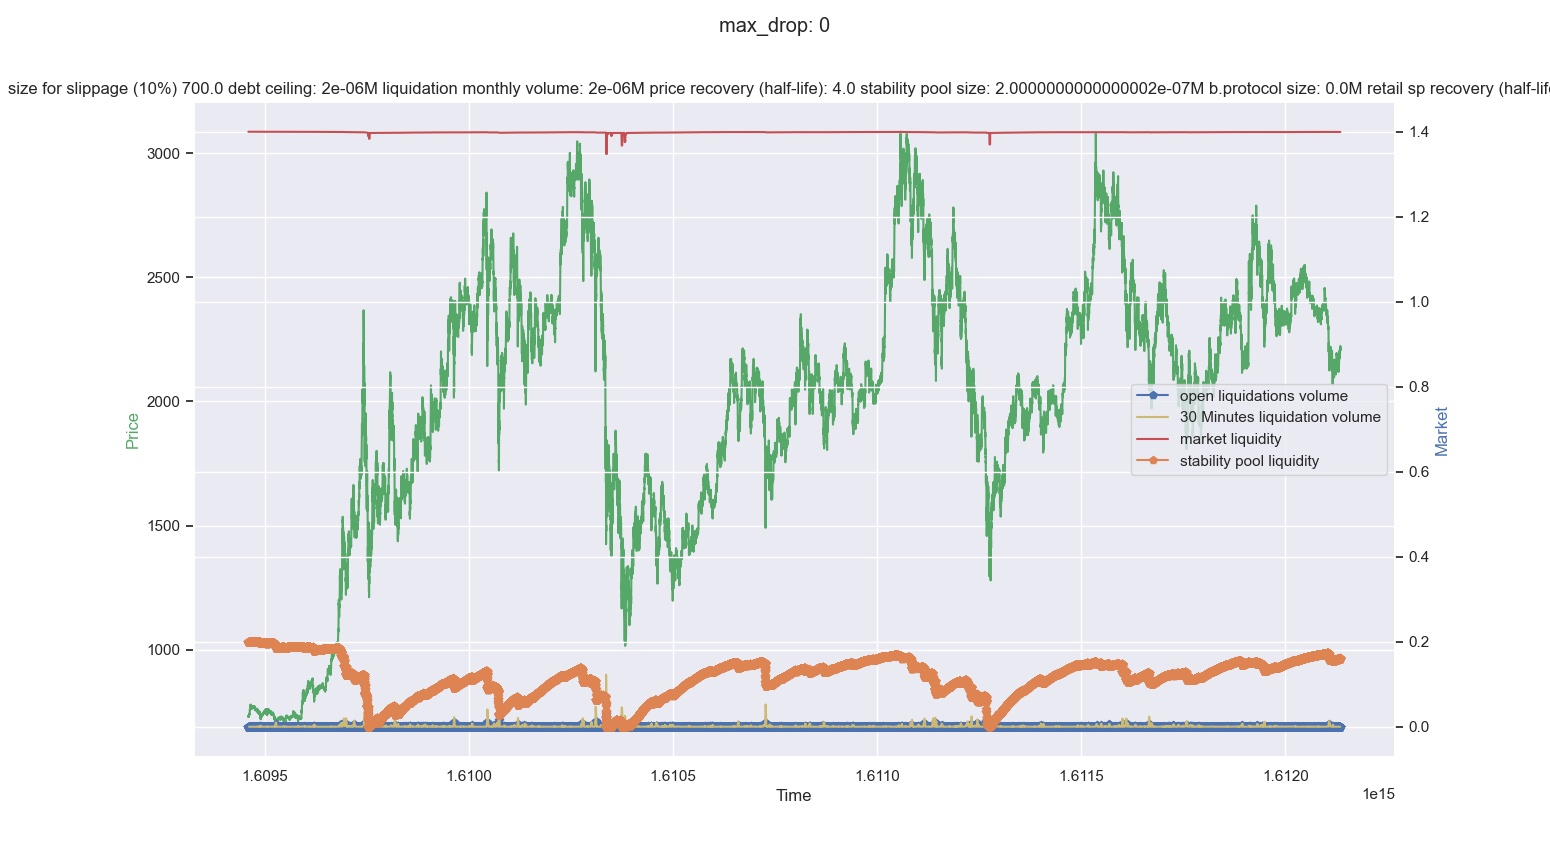 max_drop: 0
size for slippage (10%) 700.0 debt ceiling: 2e-06M liquidation monthly volume: 2e-06M price recovery (half-life): 4.0 stability pool size: 2.0000000000000002e-07M b.protocol size: 0.0M retail sp recovery (half-life
3000
2500
2000
1500
1000
Price
1.4
1.2
1.0
0.8
0.6
0.4
0.2
0.0
Market
open liquidations volume
30 Minutes liquidation volume
market liquidity
stability pool liquidity
1.6095 1.6100 1.6105 1.6110 1.6115 1.6120
Time
1e15